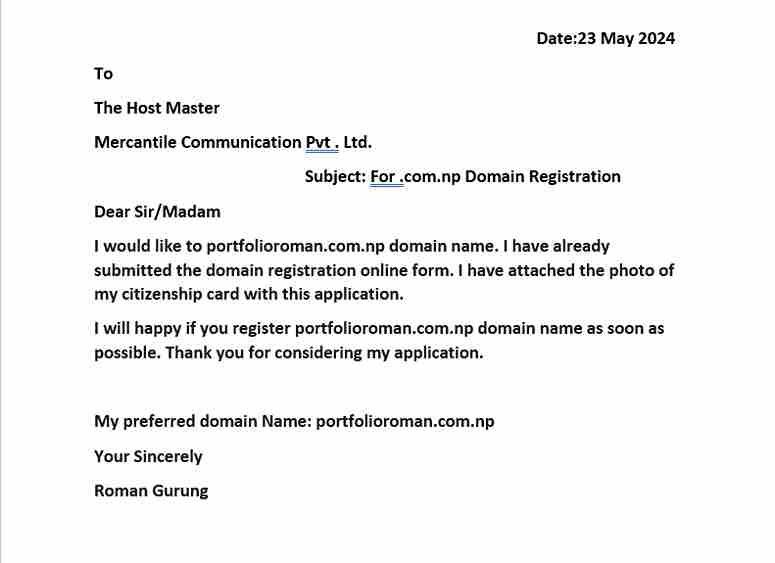 Date:23 May 2024
To
The Host Master
Mercantile Communication Pvt . Ltd.
Subject: For .com.np Domain Registration
Dear Sir/Madam
I would like to portfolioroman.com.np domain name. I have already
submitted the domain registration online form. I have attached the photo of
my citizenship card with this application.
I will happy if you register portfolioroman.com.np domain name as soon as
possible. Thank you for considering my application.
My preferred domain Name: portfolioroman.com.np
Your Sincerely
Roman Gurung